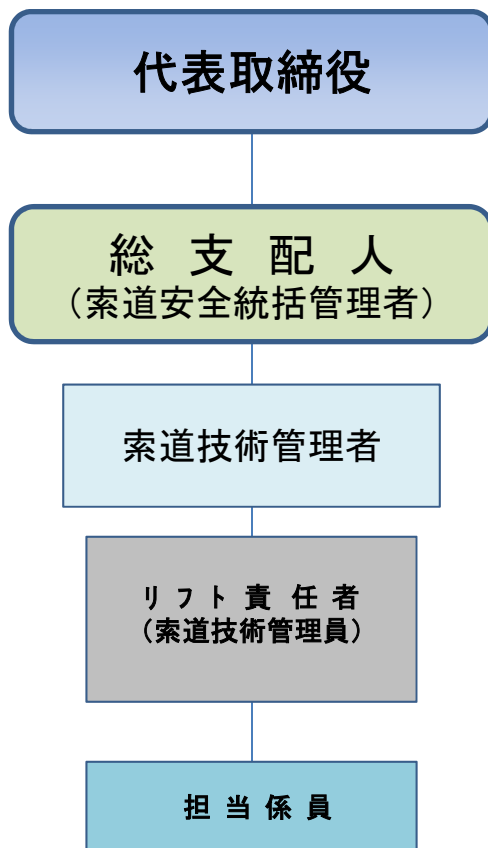 代表取締役
総 支 配 人
（索道安全統括管理者）
索道技術管理者
リ フ ト 責 任 者
（索道技術管理員）
担 当 係 員